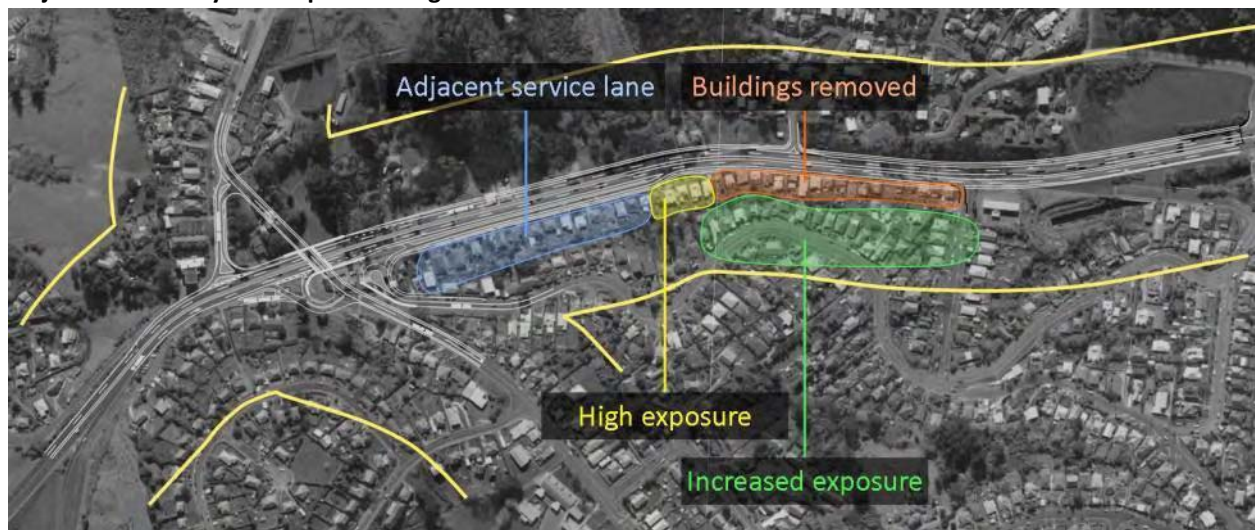 Adjacent service lane
Buildings removed
High exposure
Increased exposure